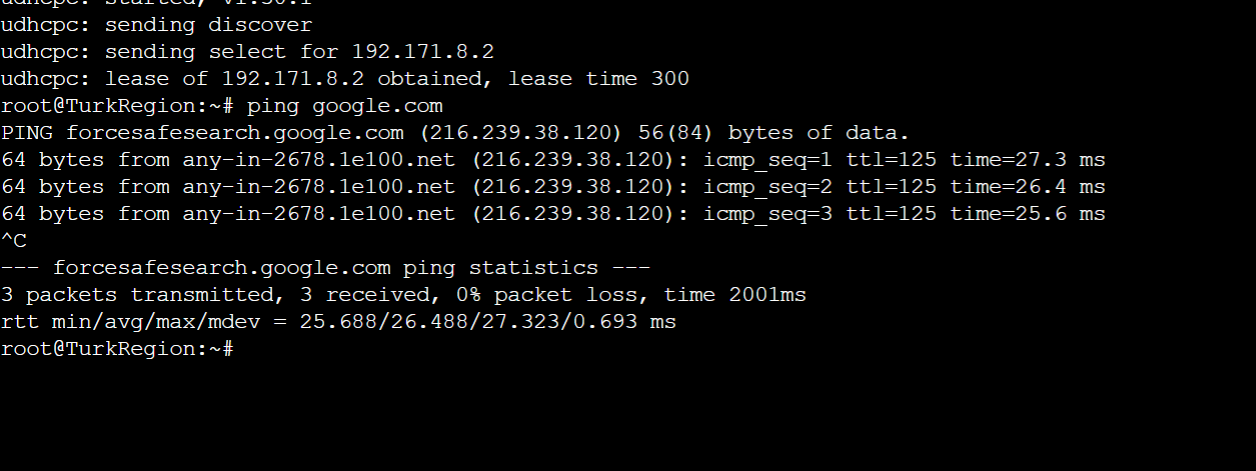 udhcpc: started, v1.30.1
udhcpc: sending discover
udhcpc: sending select for 192.171.8.2
udhcpc: lease of 192.171.8.2 obtained, lease time 300
root@TurkRegion:~# ping google.com
PING forcesafesearch.google.com (216.239.38.120) 56(84) bytes of data.
64 bytes from any-in-2678.1e100.net (216.239.38.120): icmp_seq=1 ttl=125 time=27.3 ms
64 bytes from any-in-2678.1e100.net (216.239.38.120): icmp_seq=2 ttl=125 time=26.4 ms
64 bytes from any-in-2678.1e100.net (216.239.38.120): icmp_seq=3 ttl=125 time=25.6 ms
^C
--- forcesafesearch.google.com ping statistics ---
3 packets transmitted, 3 received, 0% packet loss, time 2001ms
rtt min/avg/max/mdev = 25.688/26.488/27.323/0.693 ms
root@TurkRegion:~#